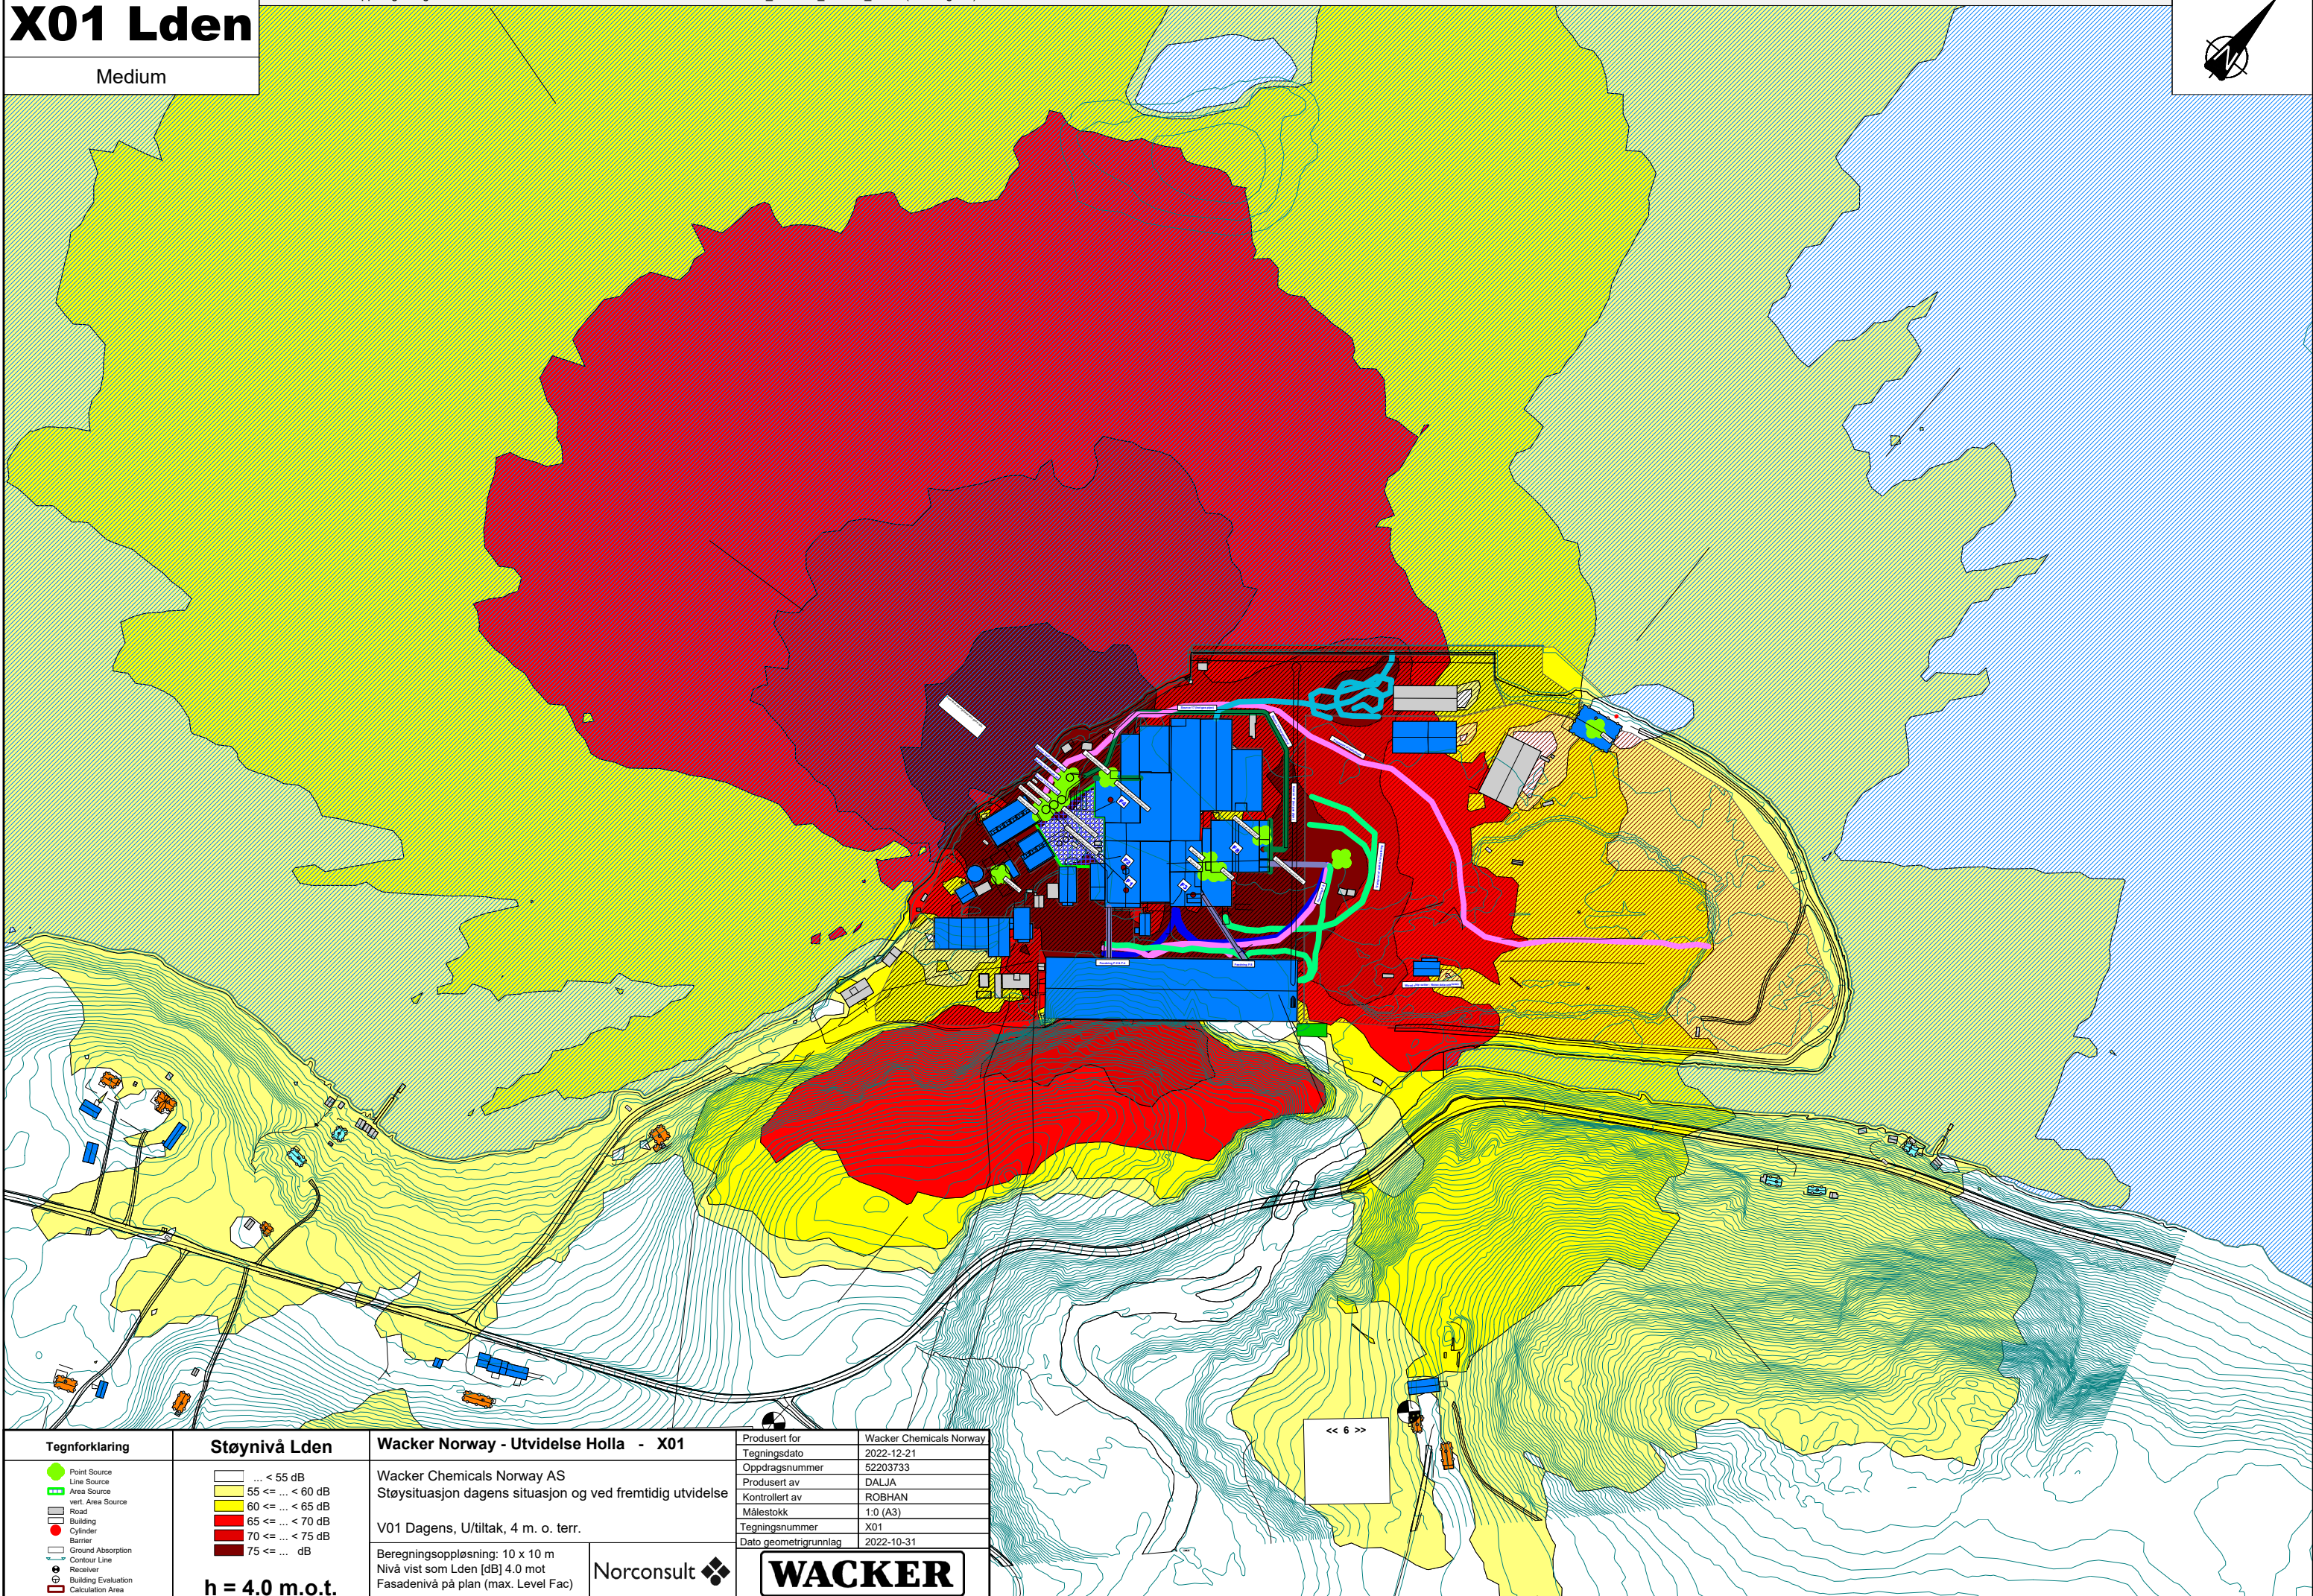 X01 Lden
Medium
N
<< 6 >>
Tegnforklaring
Point Source
Line Source
Area Source
vert. Area Source
Road
Building
Cylinder
Barrier
Ground Absorption
Contour Line
Receiver
Building Evaluation
Calculation Area
Støynivå Lden
... < 55 dB
55 <= ... < 60 dB
60 <= ... < 65 dB
65 <= ... < 70 dB
70 <= ... < 75 dB
75 <= ... dB
h = 4.0 m.o.t.
Wacker Norway - Utvidelse Holla - X01
Wacker Chemicals Norway AS
Støysituasjon dagens situasjon og ved fremtidig utvidelse
V01 Dagens, U/tiltak, 4 m. o. terr.
Beregningsoppløsning: 10 x 10 m
Nivå vist som Lden [dB] 4.0 mot
Fasadenivå på plan (max. Level Fac)
Norconsult
Produsert for Wacker Chemicals Norway
Tegningsdato 2022-12-21
Oppdragsnummer 52203733
Produsert av DALJA
Kontrollert av ROBHAN
Målestokk 1:0 (A3)
Tegningsnummer X01
Dato geometrigrunnlag 2022-10-31
WACKER